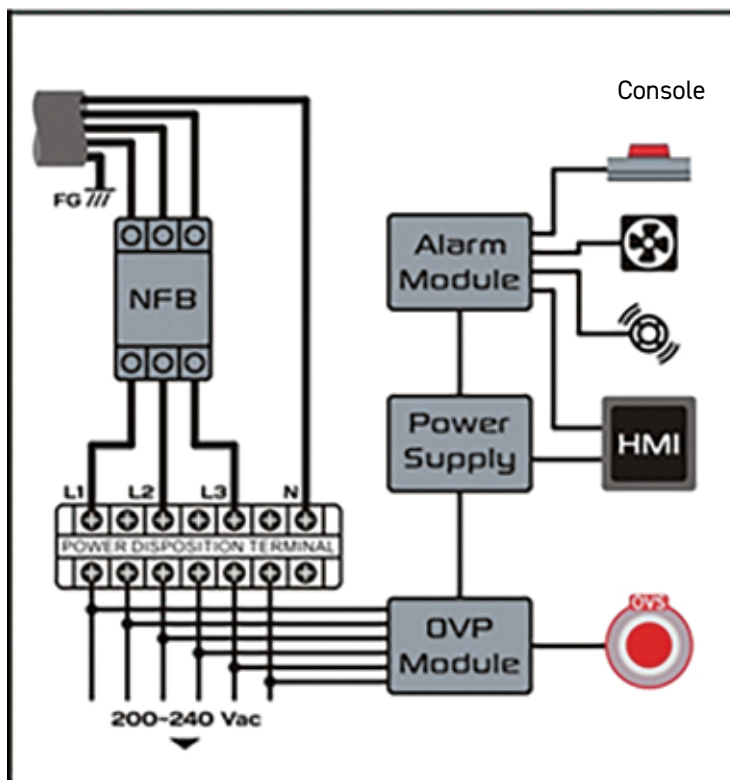 Console
FG
NFB
Alarm
Module
Power
Supply
HMI
L1 L2 L3 N
POWER DISPOSITION TERMINAL
OVP
Module
OVS
200~240 Vac